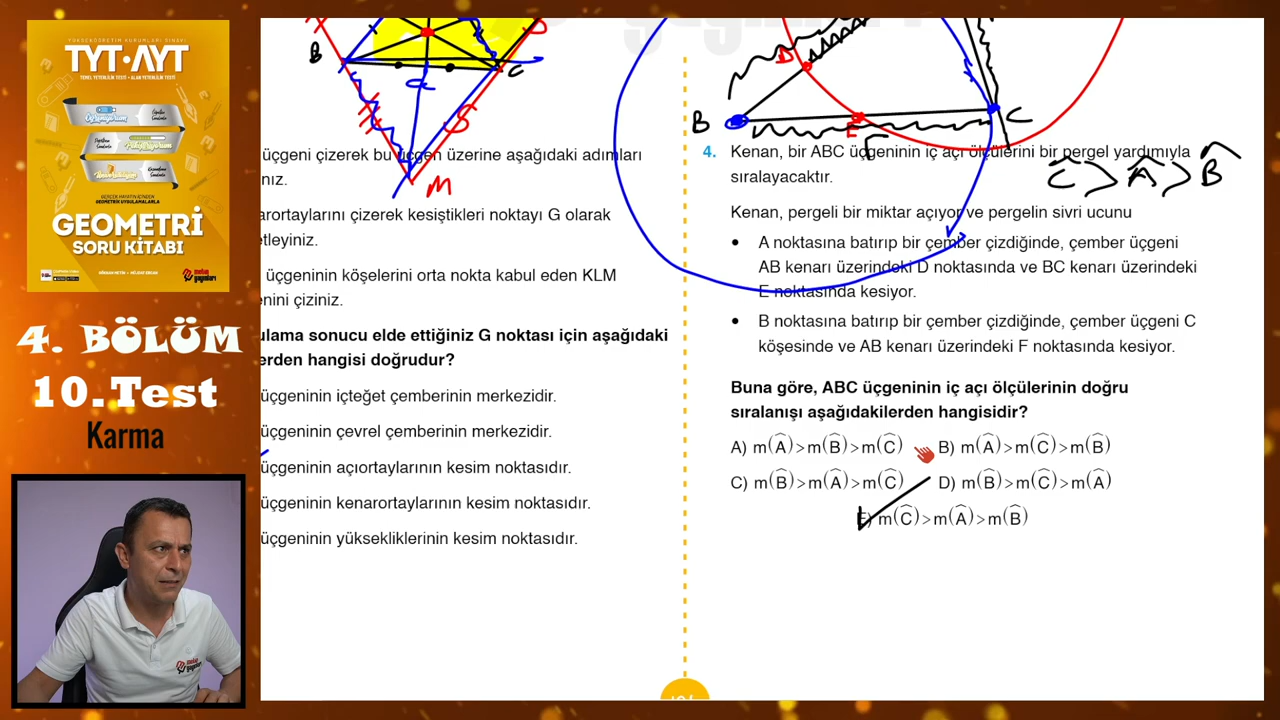 YÜKSEKÖĞRETİM KURUMLARI SINAVI
TYT•AYT
TEMEL YETERLİLİK TESTİ • ALAN YETERLİLİK TESTİ
Öğreniyorum
GEOMETRİ
SORU KİTABI
4. BÖLÜM
10.Test
Karma
B
C
a
S
S
M
üçgeni çizerek bu üçgen üzerine aşağıdaki adımları
nız.
arortaylarını çizerek kesiştikleri noktayı G olarak
etleyiniz.
üçgeninin köşelerini orta nokta kabul eden KLM
enini çiziniz.
ulama sonucu elde ettiğiniz G noktası için aşağıdaki
erden hangisi doğrudur?
üçgeninin içteğet çemberinin merkezidir.
üçgeninin çevrel çemberinin merkezidir.
üçgeninin açıortaylarının kesim noktasıdır.
üçgeninin kenarortaylarının kesim noktasıdır.
üçgeninin yüksekliklerinin kesim noktasıdır.
D
B
E
F
C
4. Kenan, bir ABC üçgeninin iç açı ölçülerini bir pergel yardımıyla
sıralayacaktır.
C > A > B
Kenan, pergeli bir miktar açıyor ve pergelin sivri ucunu
• A noktasına batırıp bir çember çizdiğinde, çember üçgeni
AB kenarı üzerindeki D noktasında ve BC kenarı üzerindeki
E noktasında kesiyor.
• B noktasına batırıp bir çember çizdiğinde, çember üçgeni C
köşesinde ve AB kenarı üzerindeki F noktasında kesiyor.
Buna göre, ABC üçgeninin iç açı ölçülerinin doğru
sıralanışı aşağıdakilerden hangisidir?
A) m(Â)>m(B̂)>m(Ĉ) B) m(Â)>m(Ĉ)>m(B̂)
C) m(B̂)>m(Â)>m(Ĉ) D) m(B̂)>m(Ĉ)>m(Â)
E) m(Ĉ)>m(Â)>m(B̂)